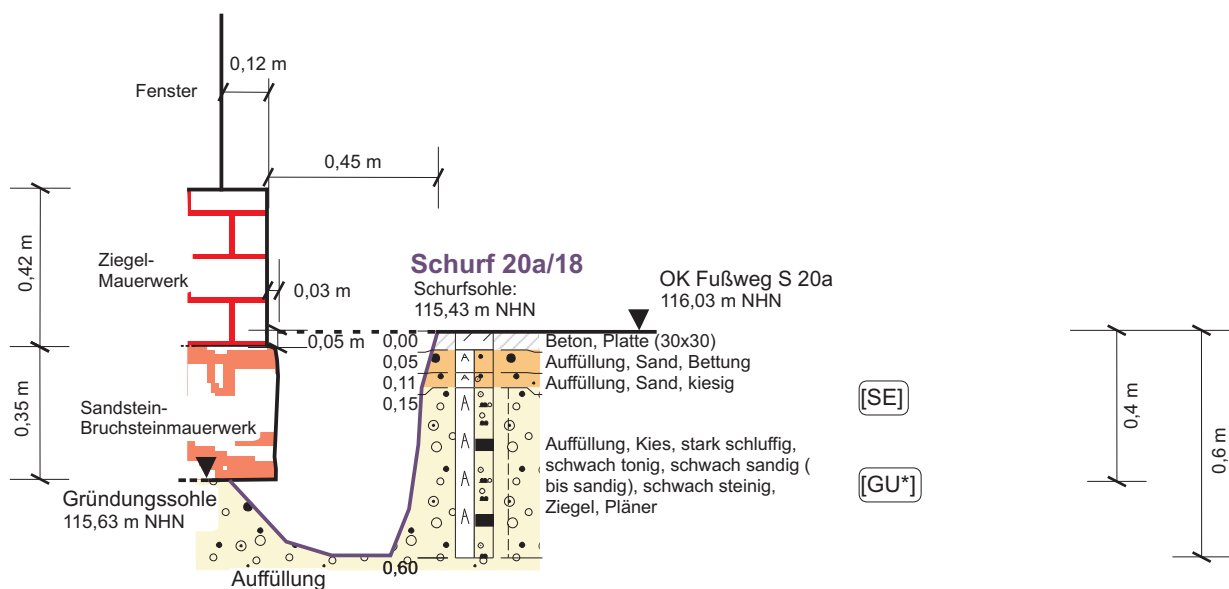 0,12 m
Fenster
0,45 m
0,42 m
Ziegel-
Mauerwerk
0,03 m
Schurf 20a/18
Schurfsohle:
115,43 m NHN
OK Fußweg S 20a
116,03 m NHN
0,05 m
0,00
Beton, Platte (30x30)
0,05
Auffüllung, Sand, Bettung
0,11
Auffüllung, Sand, kiesig
0,15
[SE]
0,35 m
Sandstein-
Bruchsteinmauerwerk
0,4 m
0,6 m
Auffüllung, Kies, stark schluffig,
schwach tonig, schwach sandig (
bis sandig), schwach steinig,
Ziegel, Pläner
[GU*]
Gründungssohle
115,63 m NHN
0,60
Auffüllung